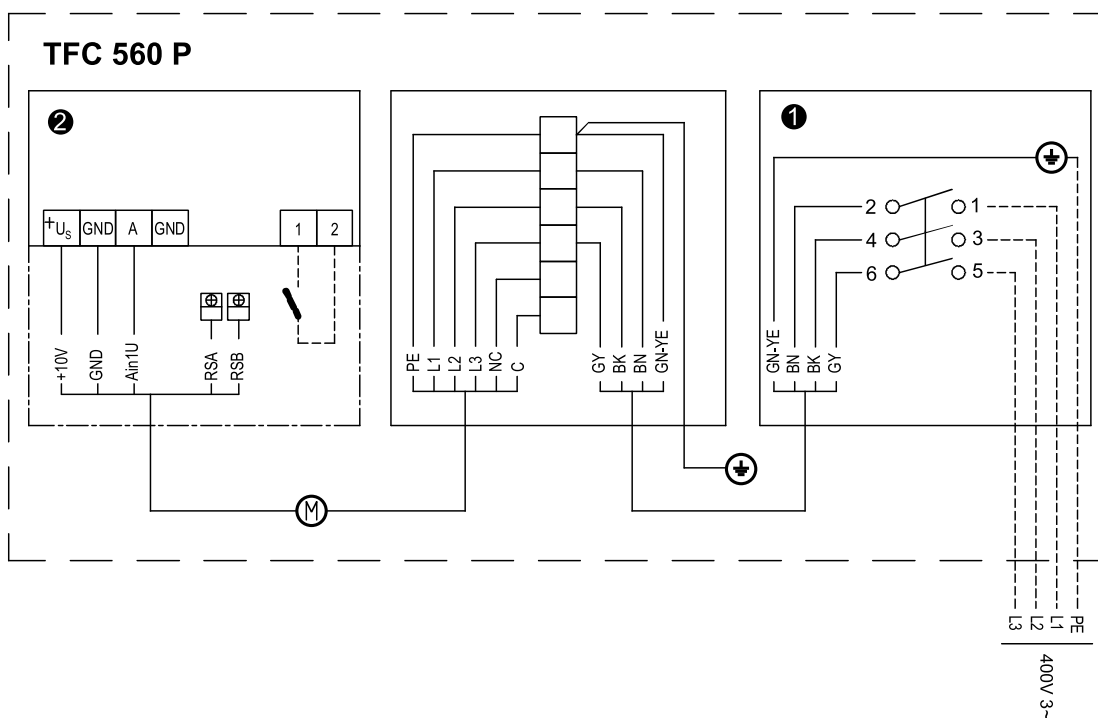 TFC 560 P
2
+Us GND A GND
1 2
+10V
GND
Ain1U
RSA
RSB
M
PE
L1
L2
L3
NC
C
GY
BK
BN
GN-YE
1
2 1
4 3
6 5
GN-YE
BN
BK
GY
L3
L2
L1
PE
400V 3~